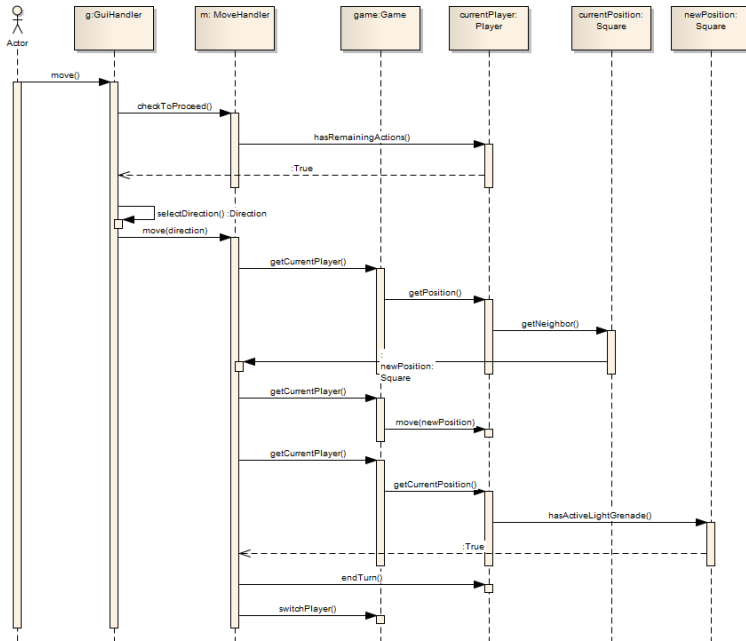 g:GuiHandler
m: MoveHandler
game:Game
currentPlayer:
Player
currentPosition:
Square
newPosition:
Square
Actor
move()
checkToProceed()
hasRemainingActions()
:True
selectDirection() :Direction
move(direction)
getCurrentPlayer()
getPosition()
getNeighbor()
:
newPosition:
Square
getCurrentPlayer()
move(newPosition)
getCurrentPlayer()
getCurrentPosition()
hasActiveLightGrenade()
:True
endTurn()
switchPlayer()